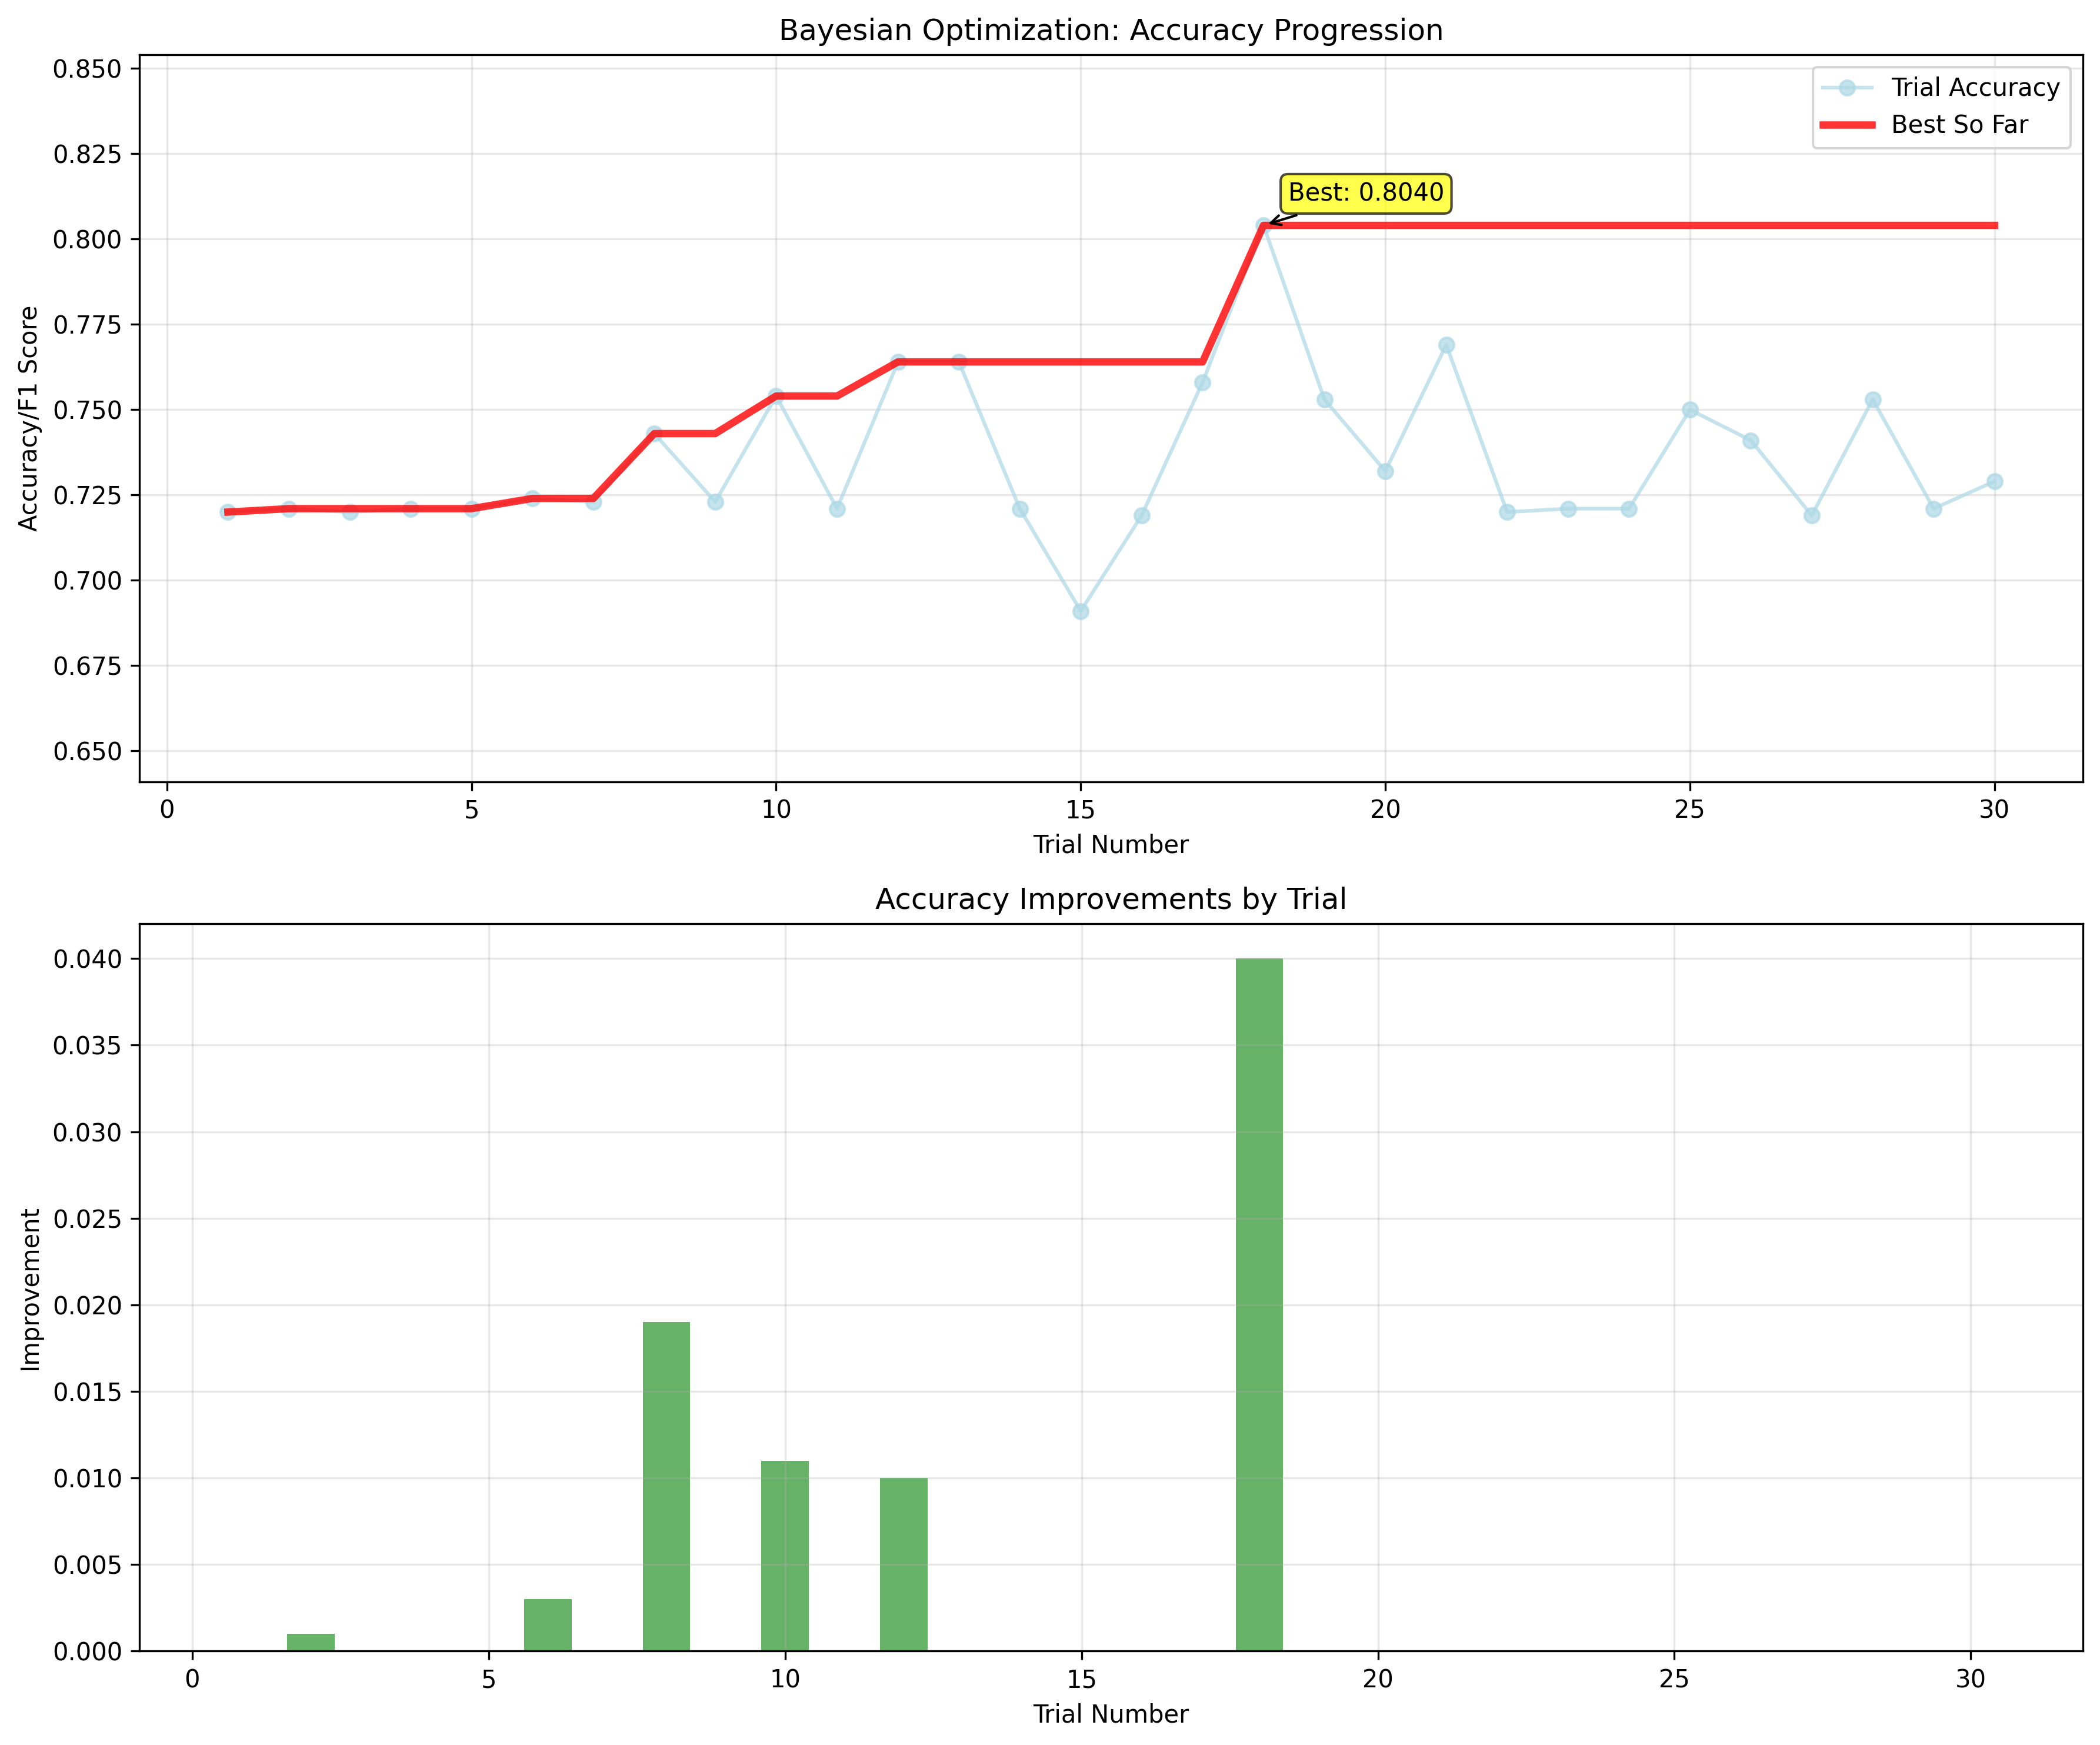 Bayesian Optimization: Accuracy Progression
Accuracy/F1 Score
0.850
0.825
0.800
0.775
0.750
0.725
0.700
0.675
0.650
Trial Accuracy
Best So Far
Best: 0.8040
0 5 10 15 20 25 30
Trial Number
Accuracy Improvements by Trial
Improvement
0.040
0.035
0.030
0.025
0.020
0.015
0.010
0.005
0.000
0 5 10 15 20 25 30
Trial Number